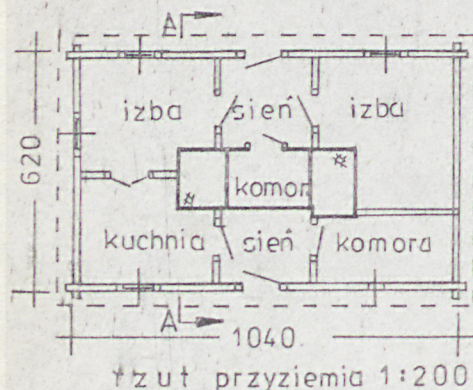 A
izba sień izba
620
komor
kuchnia sień komora
A
1040
rzut przyziemia 1:200